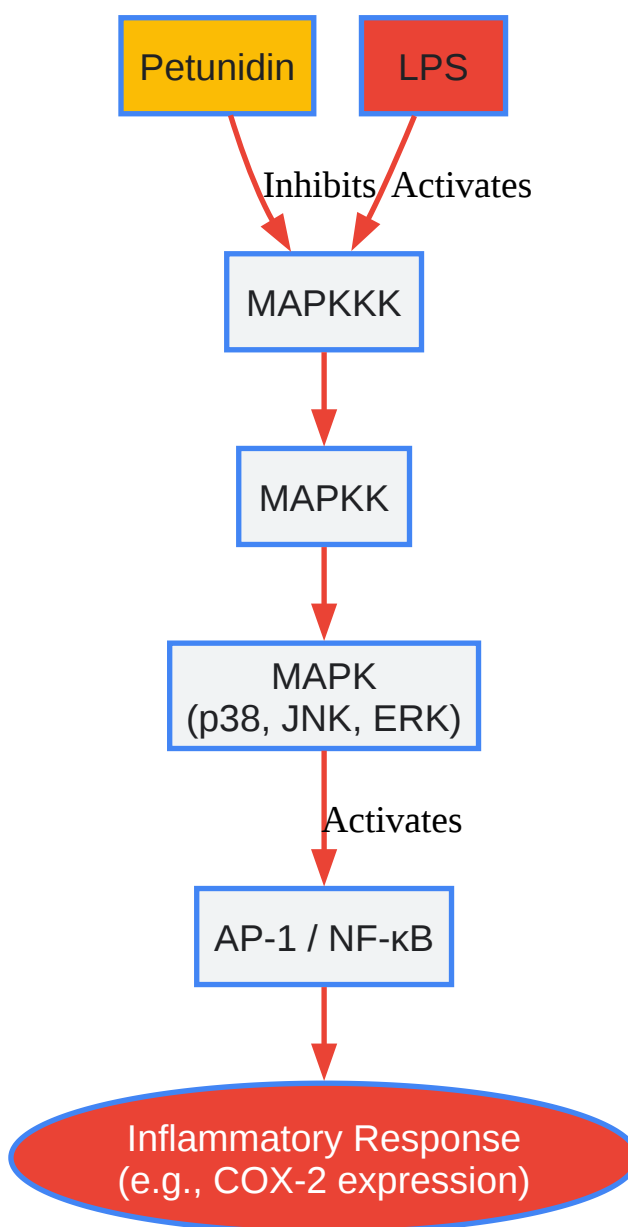 Petunidin
LPS
Inhibits
Activates
MAPKKK
MAPKK
MAPK
(p38, JNK, ERK)
Activates
AP-1 / NF-κB
Inflammatory Response
(e.g., COX-2 expression)